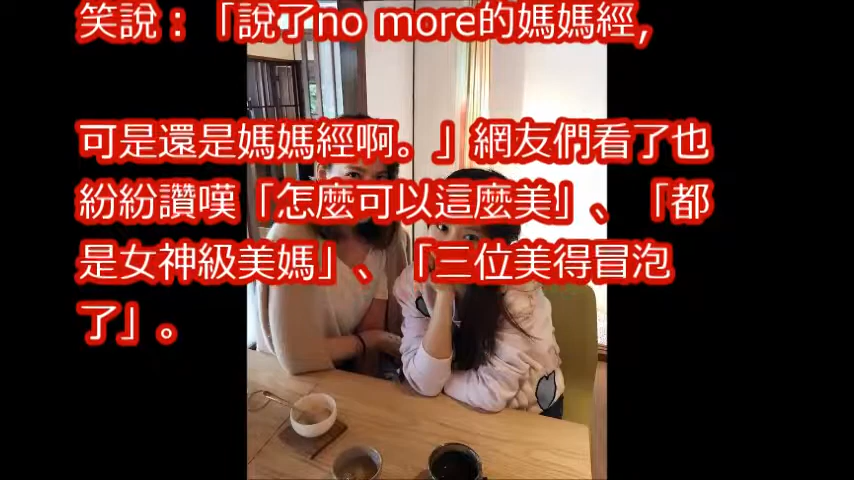 笑說：「說了no more的媽媽經，
可是還是媽媽經啊。」網友們看了也
紛紛讚嘆「怎麼可以這麼美」、「都
是女神級美媽」、「三位美得冒泡
了」。